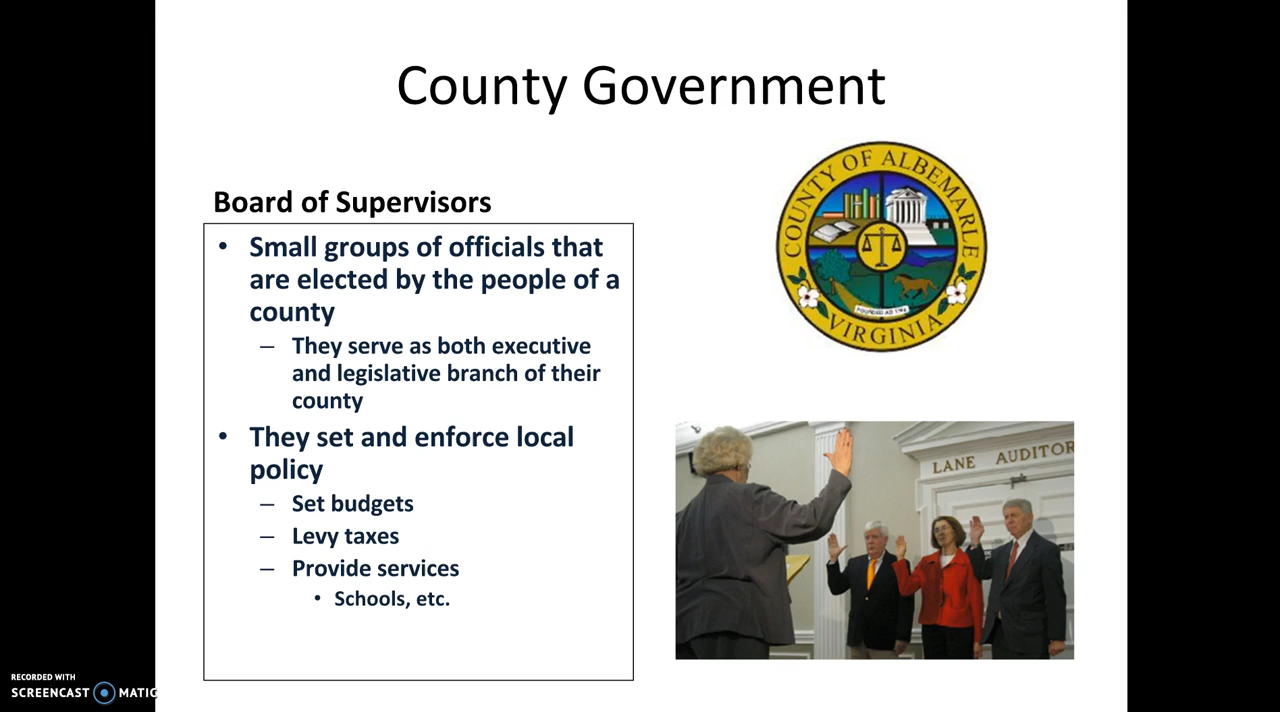 County Government
Board of Supervisors
• Small groups of officials that
are elected by the people of a
county
– They serve as both executive
and legislative branch of their
county
• They set and enforce local
policy
– Set budgets
– Levy taxes
– Provide services
• Schools, etc.
COUNTY OF ALBEMARLE
VIRGINIA
LANE AUDITOR
RECORDED WITH
SCREENCAST MATIC